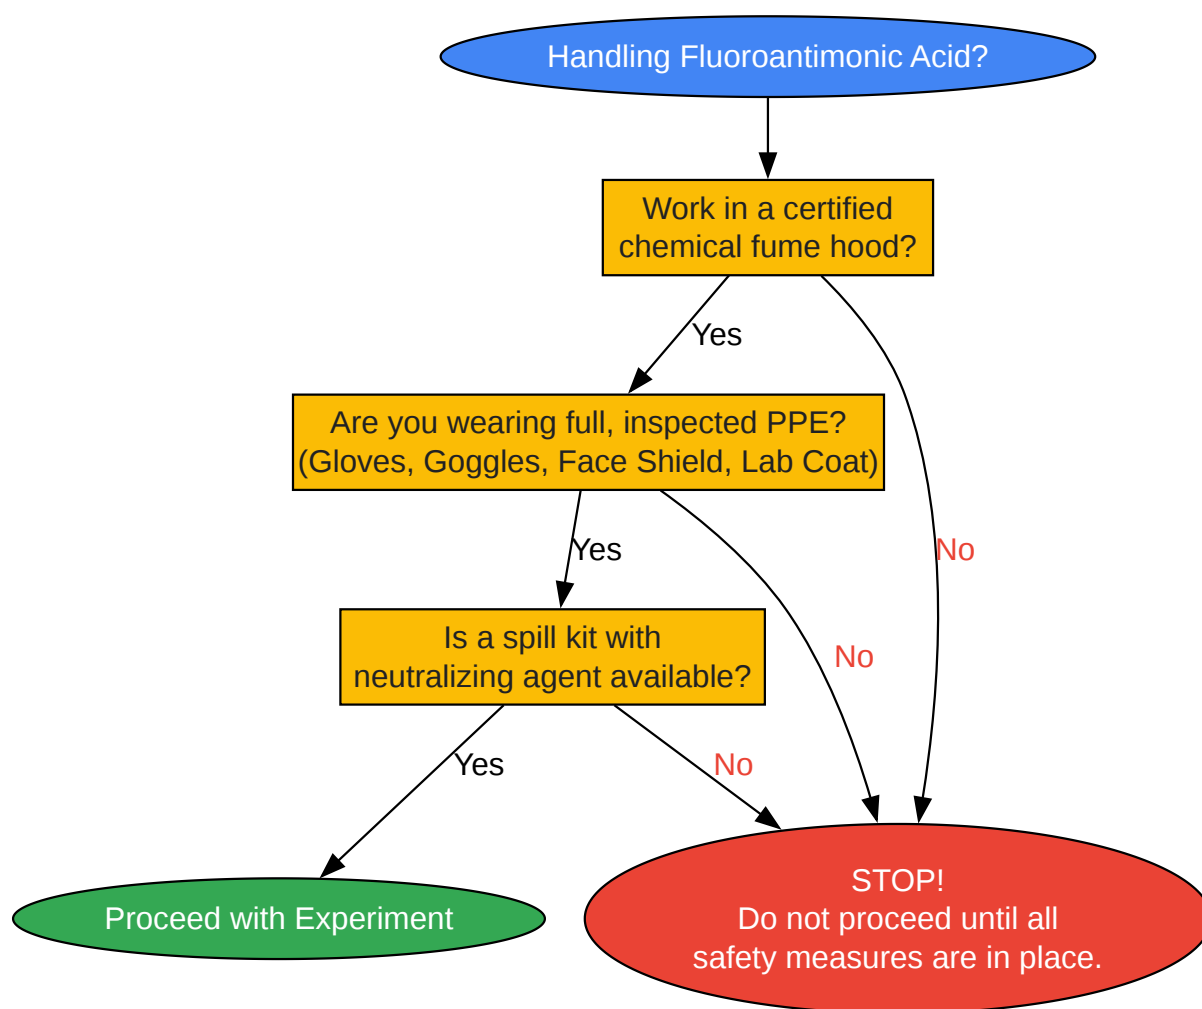 Handling Fluoroantimonic Acid?
Work in a certified
chemical fume hood?
Yes
Are you wearing full, inspected PPE?
(Gloves, Goggles, Face Shield, Lab Coat)
Yes
No
Is a spill kit with
neutralizing agent available?
No
Yes
No
STOP!
Do not proceed until all
safety measures are in place.
Proceed with Experiment